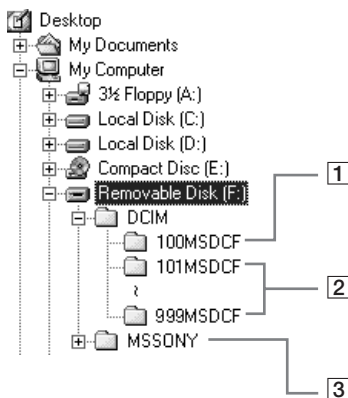 Desktop
My Documents
My Computer
3½ Floppy (A:)
Local Disk (C:)
Local Disk (D:)
Compact Disc (E:)
Removable Disk (F:)
1
DCIM
100MSDCF
101MSDCF
2
~
999MSDCF
MSSONY
3